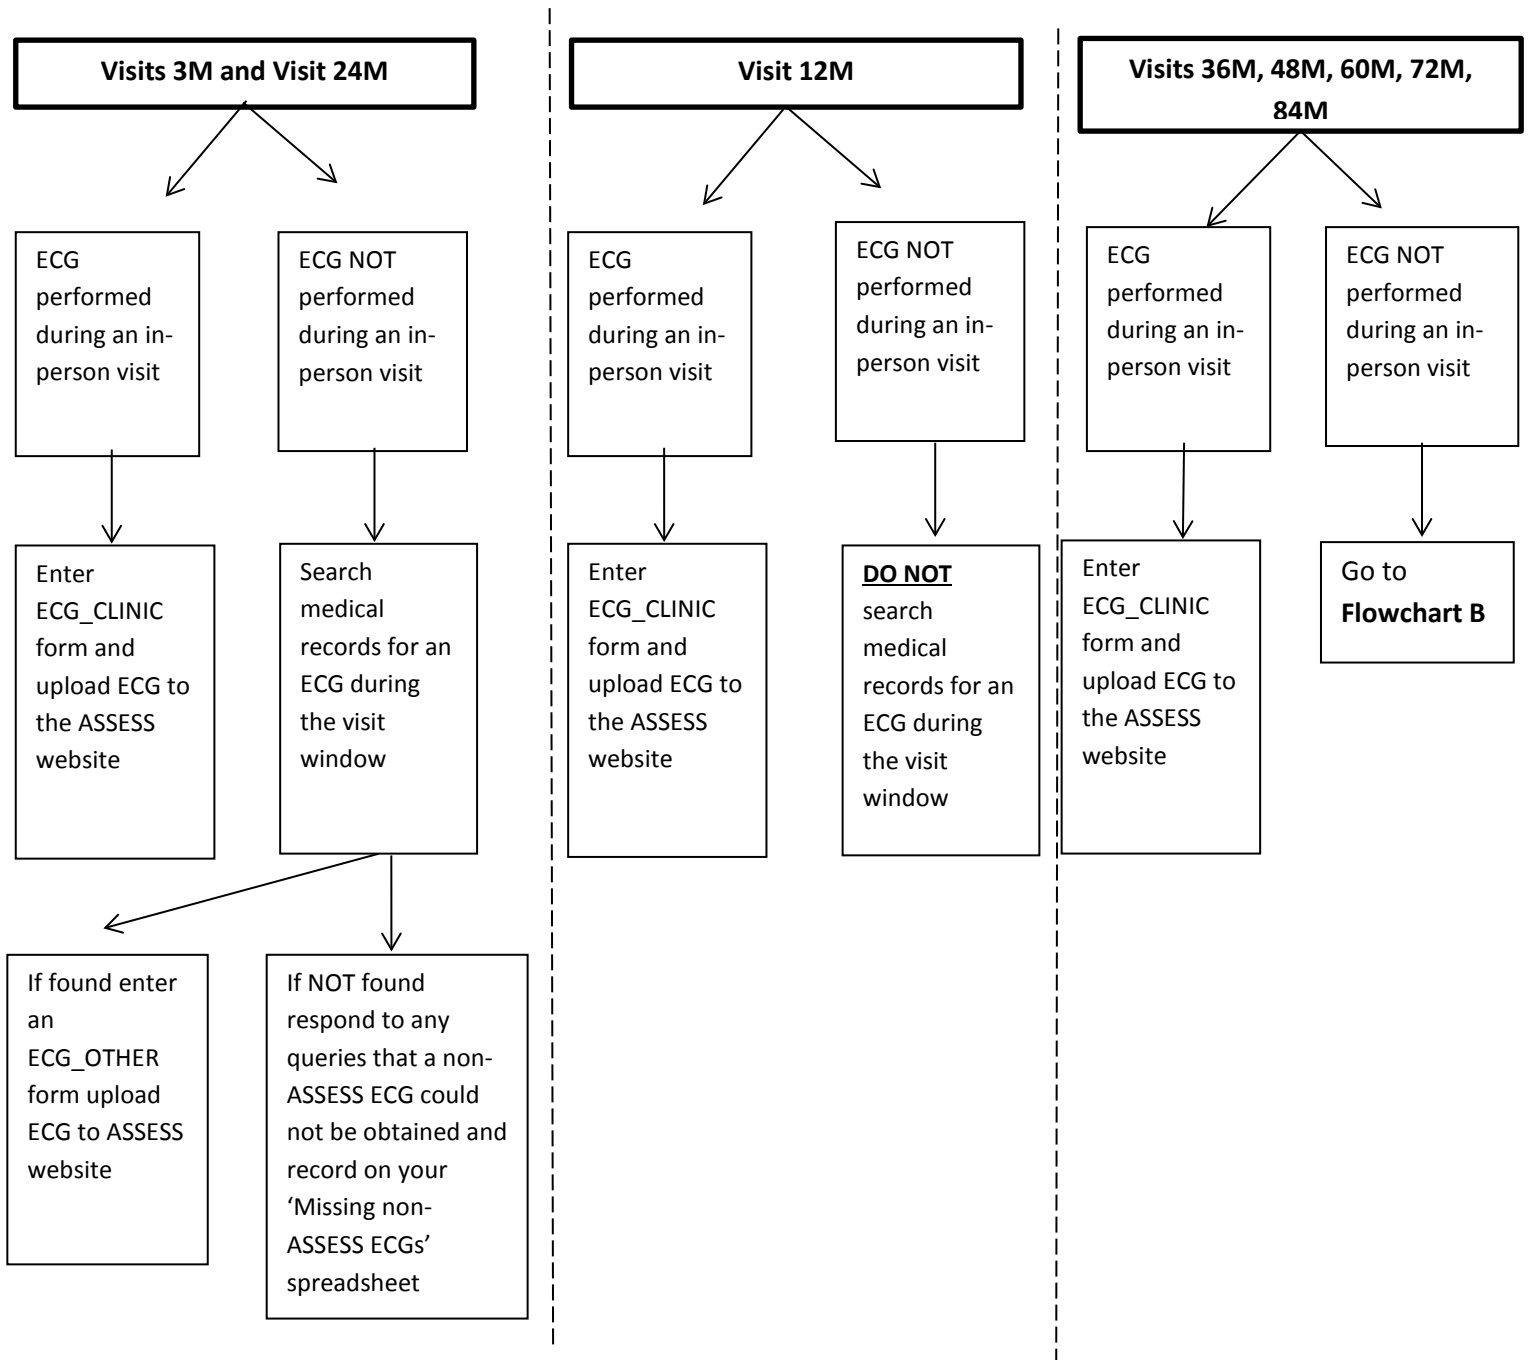 Visits 3M and Visit 24M
ECG
performed
during an in-
person visit
ECG NOT
performed
during an in-
person visit
Enter
ECG_CLINIC
form and
upload ECG to
the ASSESS
website
Search
medical
records for an
ECG during
the visit
window
If found enter
an
ECG_OTHER
form upload
ECG to ASSESS
website
If NOT found
respond to any
queries that a non-
ASSESS ECG could
not be obtained and
record on your
‘Missing non-
ASSESS ECGs’
spreadsheet
Visit 12M
ECG
performed
during an in-
person visit
ECG NOT
performed
during an in-
person visit
Enter
ECG_CLINIC
form and
upload ECG to
the ASSESS
website
DO NOT
search
medical
records for an
ECG during
the visit
window
Visits 36M, 48M, 60M, 72M,
84M
ECG
performed
during an in-
person visit
ECG NOT
performed
during an in-
person visit
Enter
ECG_CLINIC
form and
upload ECG to
the ASSESS
website
Go to
Flowchart B